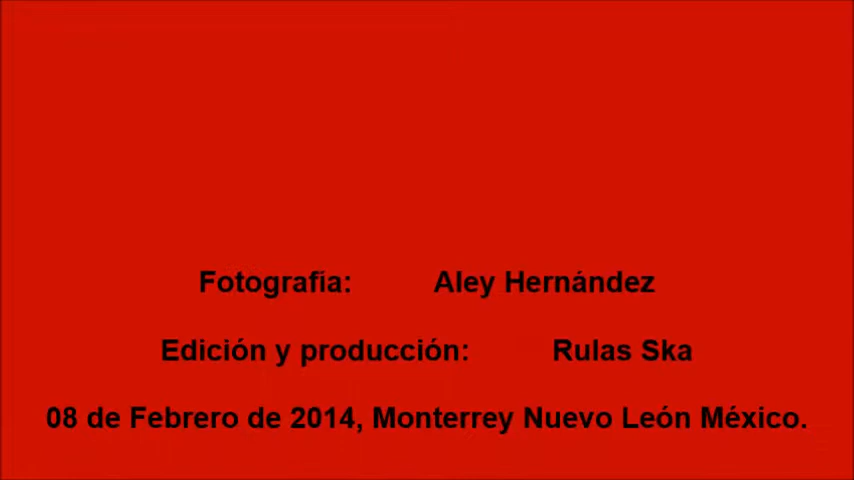 Fotografía: Aley Hernández
Edición y producción: Rulas Ska
08 de Febrero de 2014, Monterrey Nuevo León México.